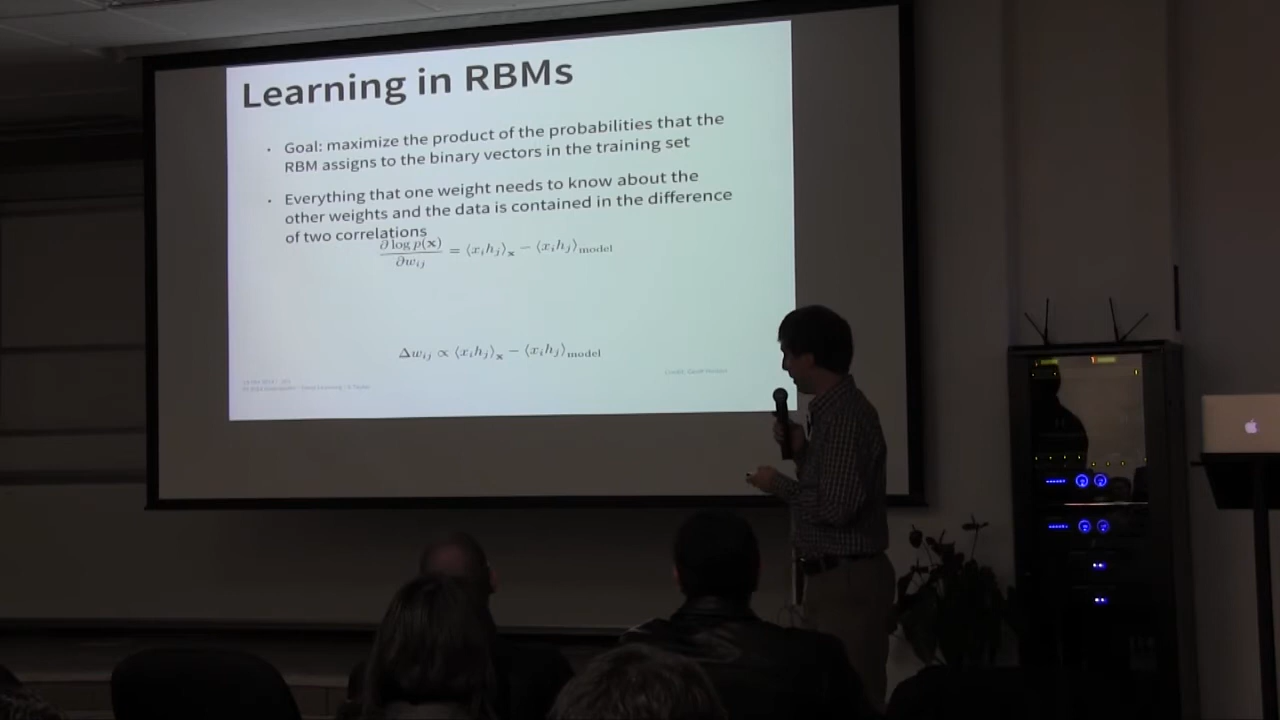 Learning in RBMs
· Goal: maximize the product of the probabilities that the
RBM assigns to the binary vectors in the training set
· Everything that one weight needs to know about the
other weights and the data is contained in the difference
of two correlations
∂ log p(x) / ∂w_ij = ⟨x_i h_j⟩_x − ⟨x_i h_j⟩_model
Δw_ij ∝ ⟨x_i h_j⟩_x − ⟨x_i h_j⟩_model
Credit: Geoff Hinton